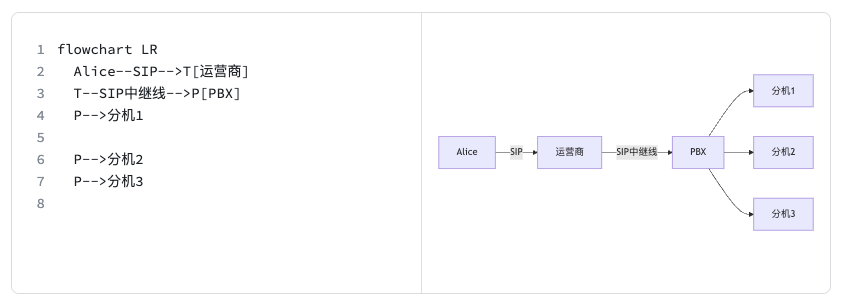 1 flowchart LR
2   Alice--SIP-->T[运营商]
3   T--SIP中继线-->P[PBX]
4   P-->分机1
5
6   P-->分机2
7   P-->分机3
8
分机1
Alice SIP 运营商 SIP中继线 PBX 分机2
分机3